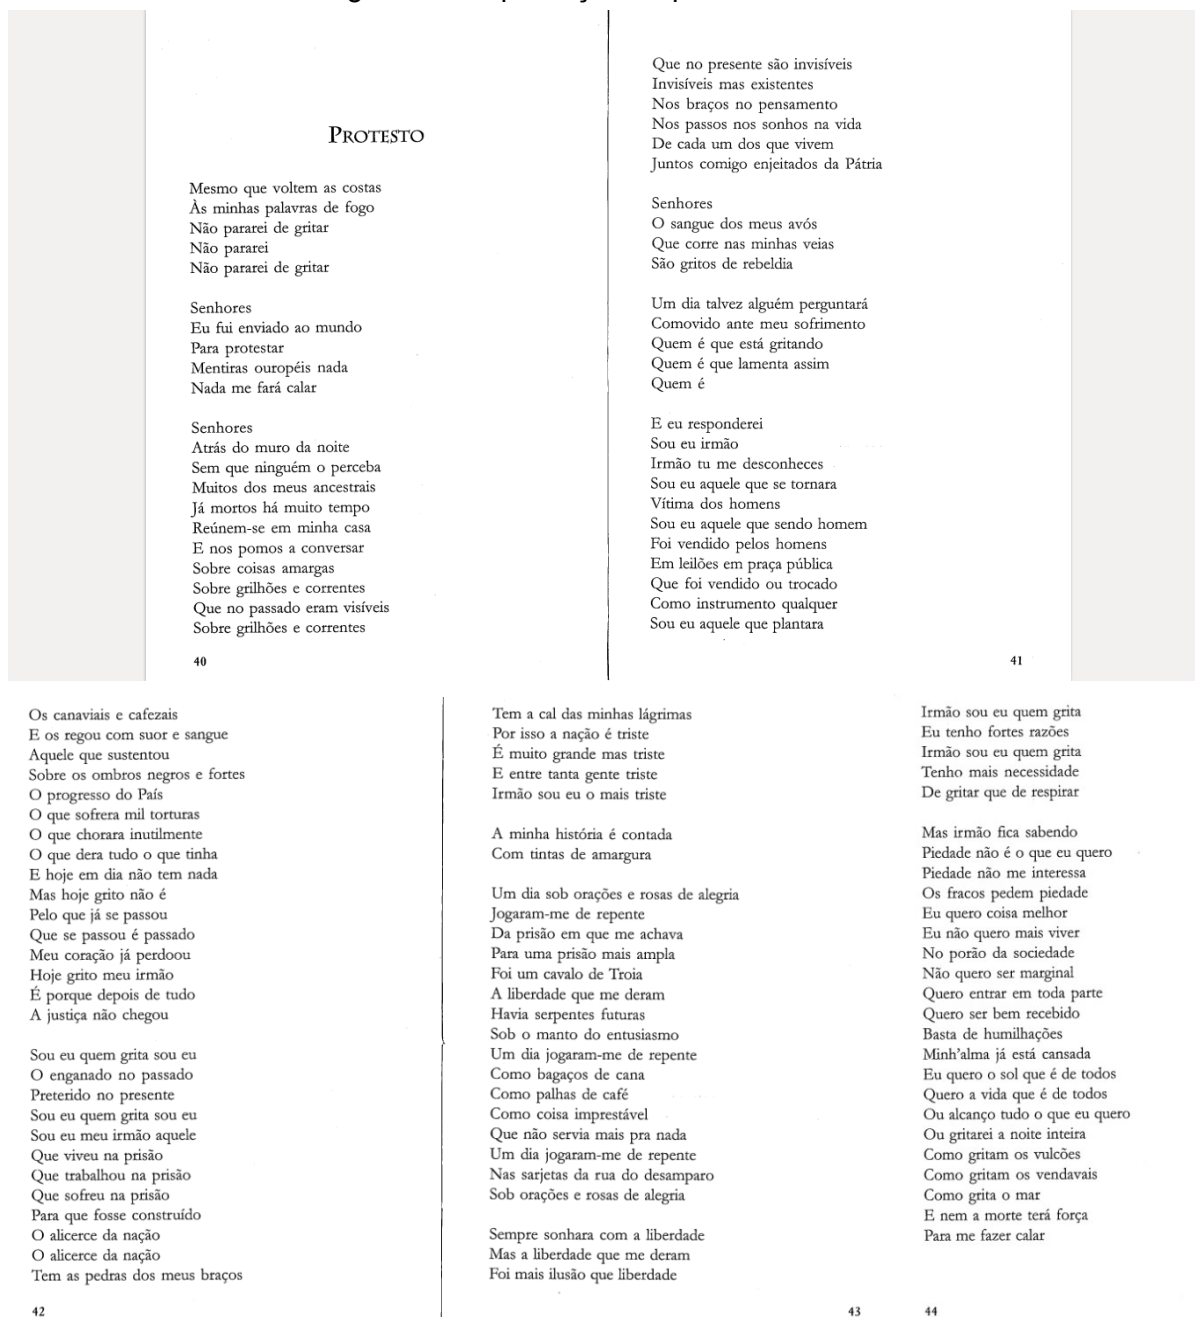 PROTESTO
Mesmo que voltem as costas
Às minhas palavras de fogo
Não pararei de gritar
Não pararei
Não pararei de gritar
Senhores
Eu fui enviado ao mundo
Para protestar
Mentiras ouropéis nada
Nada me fará calar
Senhores
Atrás do muro da noite
Sem que ninguém o perceba
Muitos dos meus ancestrais
Já mortos há muito tempo
Reúnem-se em minha casa
E nos pomos a conversar
Sobre coisas amargas
Sobre grilhões e correntes
Que no passado eram visíveis
Sobre grilhões e correntes
40
Que no presente são invisíveis
Invisíveis mas existentes
Nos braços no pensamento
Nos passos nos sonhos na vida
De cada um dos que vivem
Juntos comigo enjeitados da Pátria
Senhores
O sangue dos meus avós
Que corre nas minhas veias
São gritos de rebeldia
Um dia talvez alguém perguntará
Comovido ante meu sofrimento
Quem é que está gritando
Quem é que lamenta assim
Quem é
E eu responderei
Sou eu irmão
Irmão tu me desconheces
Sou eu aquele que se tornara
Vítima dos homens
Sou eu aquele que sendo homem
Foi vendido pelos homens
Em leilões em praça pública
Que foi vendido ou trocado
Como instrumento qualquer
Sou eu aquele que plantara
41
Os canaviais e cafezais
E os regou com suor e sangue
Aquele que sustentou
Sobre os ombros negros e fortes
O progresso do País
O que sofrera mil torturas
O que chorara inutilmente
O que dera tudo o que tinha
E hoje em dia não tem nada
Mas hoje grito não é
Pelo que já se passou
Que se passou é passado
Meu coração já perdoou
Hoje grito meu irmão
É porque depois de tudo
A justiça não chegou
Sou eu quem grita sou eu
O enganado no passado
Preterido no presente
Sou eu quem grita sou eu
Sou eu meu irmão aquele
Que viveu na prisão
Que trabalhou na prisão
Que sofreu na prisão
Para que fosse construído
O alicerce da nação
O alicerce da nação
Tem as pedras dos meus braços
42
Tem a cal das minhas lágrimas
Por isso a nação é triste
É muito grande mas triste
E entre tanta gente triste
Irmão sou eu o mais triste
A minha história é contada
Com tintas de amargura
Um dia sob orações e rosas de alegria
Jogaram-me de repente
Da prisão em que me achava
Para uma prisão mais ampla
Foi um cavalo de Troia
A liberdade que me deram
Havia serpentes futuras
Sob o manto do entusiasmo
Um dia jogaram-me de repente
Como bagaços de cana
Como palhas de café
Como coisa imprestável
Que não servia mais pra nada
Um dia jogaram-me de repente
Nas sarjetas da rua do desamparo
Sob orações e rosas de alegria
Sempre sonhara com a liberdade
Mas a liberdade que me deram
Foi mais ilusão que liberdade
43
Irmão sou eu quem grita
Eu tenho fortes razões
Irmão sou eu quem grita
Tenho mais necessidade
De gritar que de respirar
Mas irmão fica sabendo
Piedade não é o que eu quero
Piedade não me interessa
Os fracos pedem piedade
Eu quero coisa melhor
Eu não quero mais viver
No porão da sociedade
Não quero ser marginal
Quero entrar em toda parte
Quero ser bem recebido
Basta de humilhações
Minh'alma já está cansada
Eu quero o sol que é de todos
Quero a vida que é de todos
Ou alcanço tudo o que eu quero
Ou gritarei a noite inteira
Como gritam os vulcões
Como gritam os vendavais
Como grita o mar
E nem a morte terá força
Para me fazer calar
44